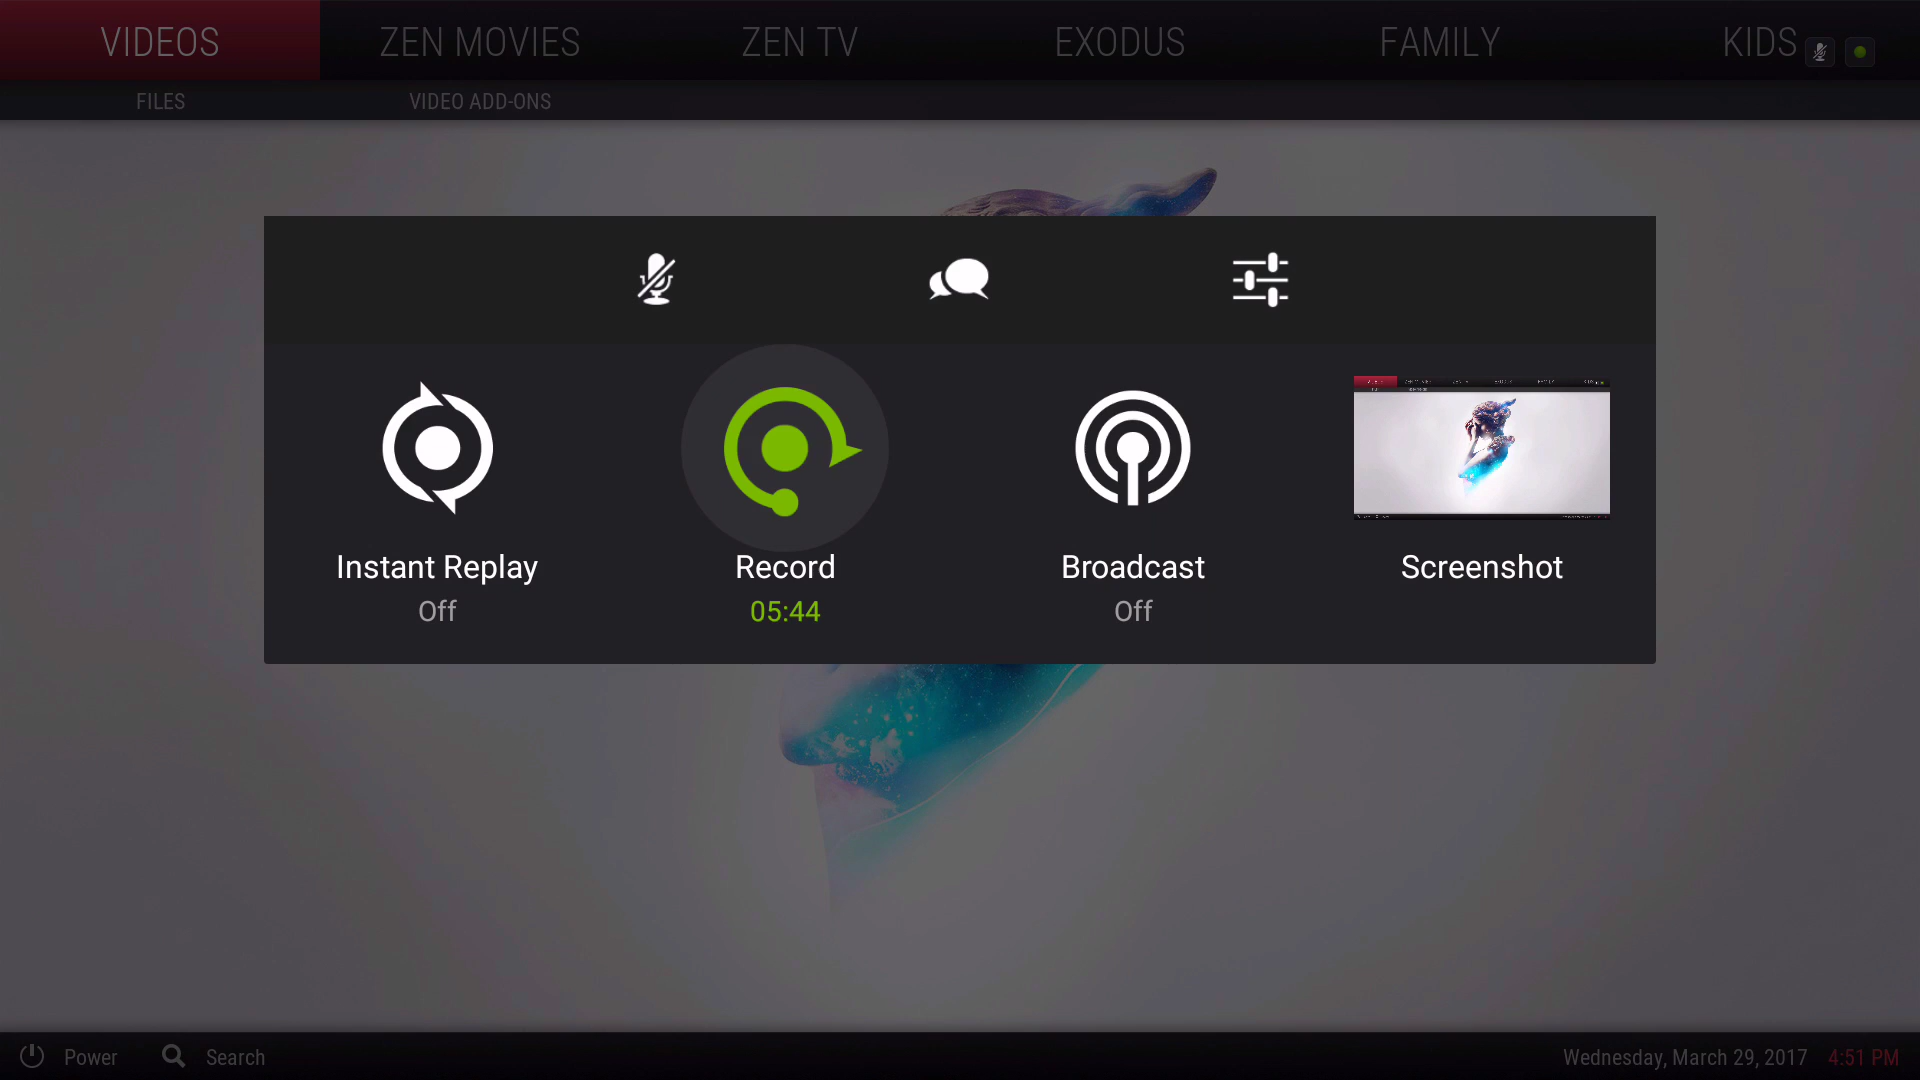 VIDEOS ZEN MOVIES ZEN TV EXODUS FAMILY KIDS
FILES VIDEO ADD-ONS
Instant Replay Record Broadcast Screenshot
Off 05:44 Off
Power Search Wednesday, March 29, 2017 4:51 PM